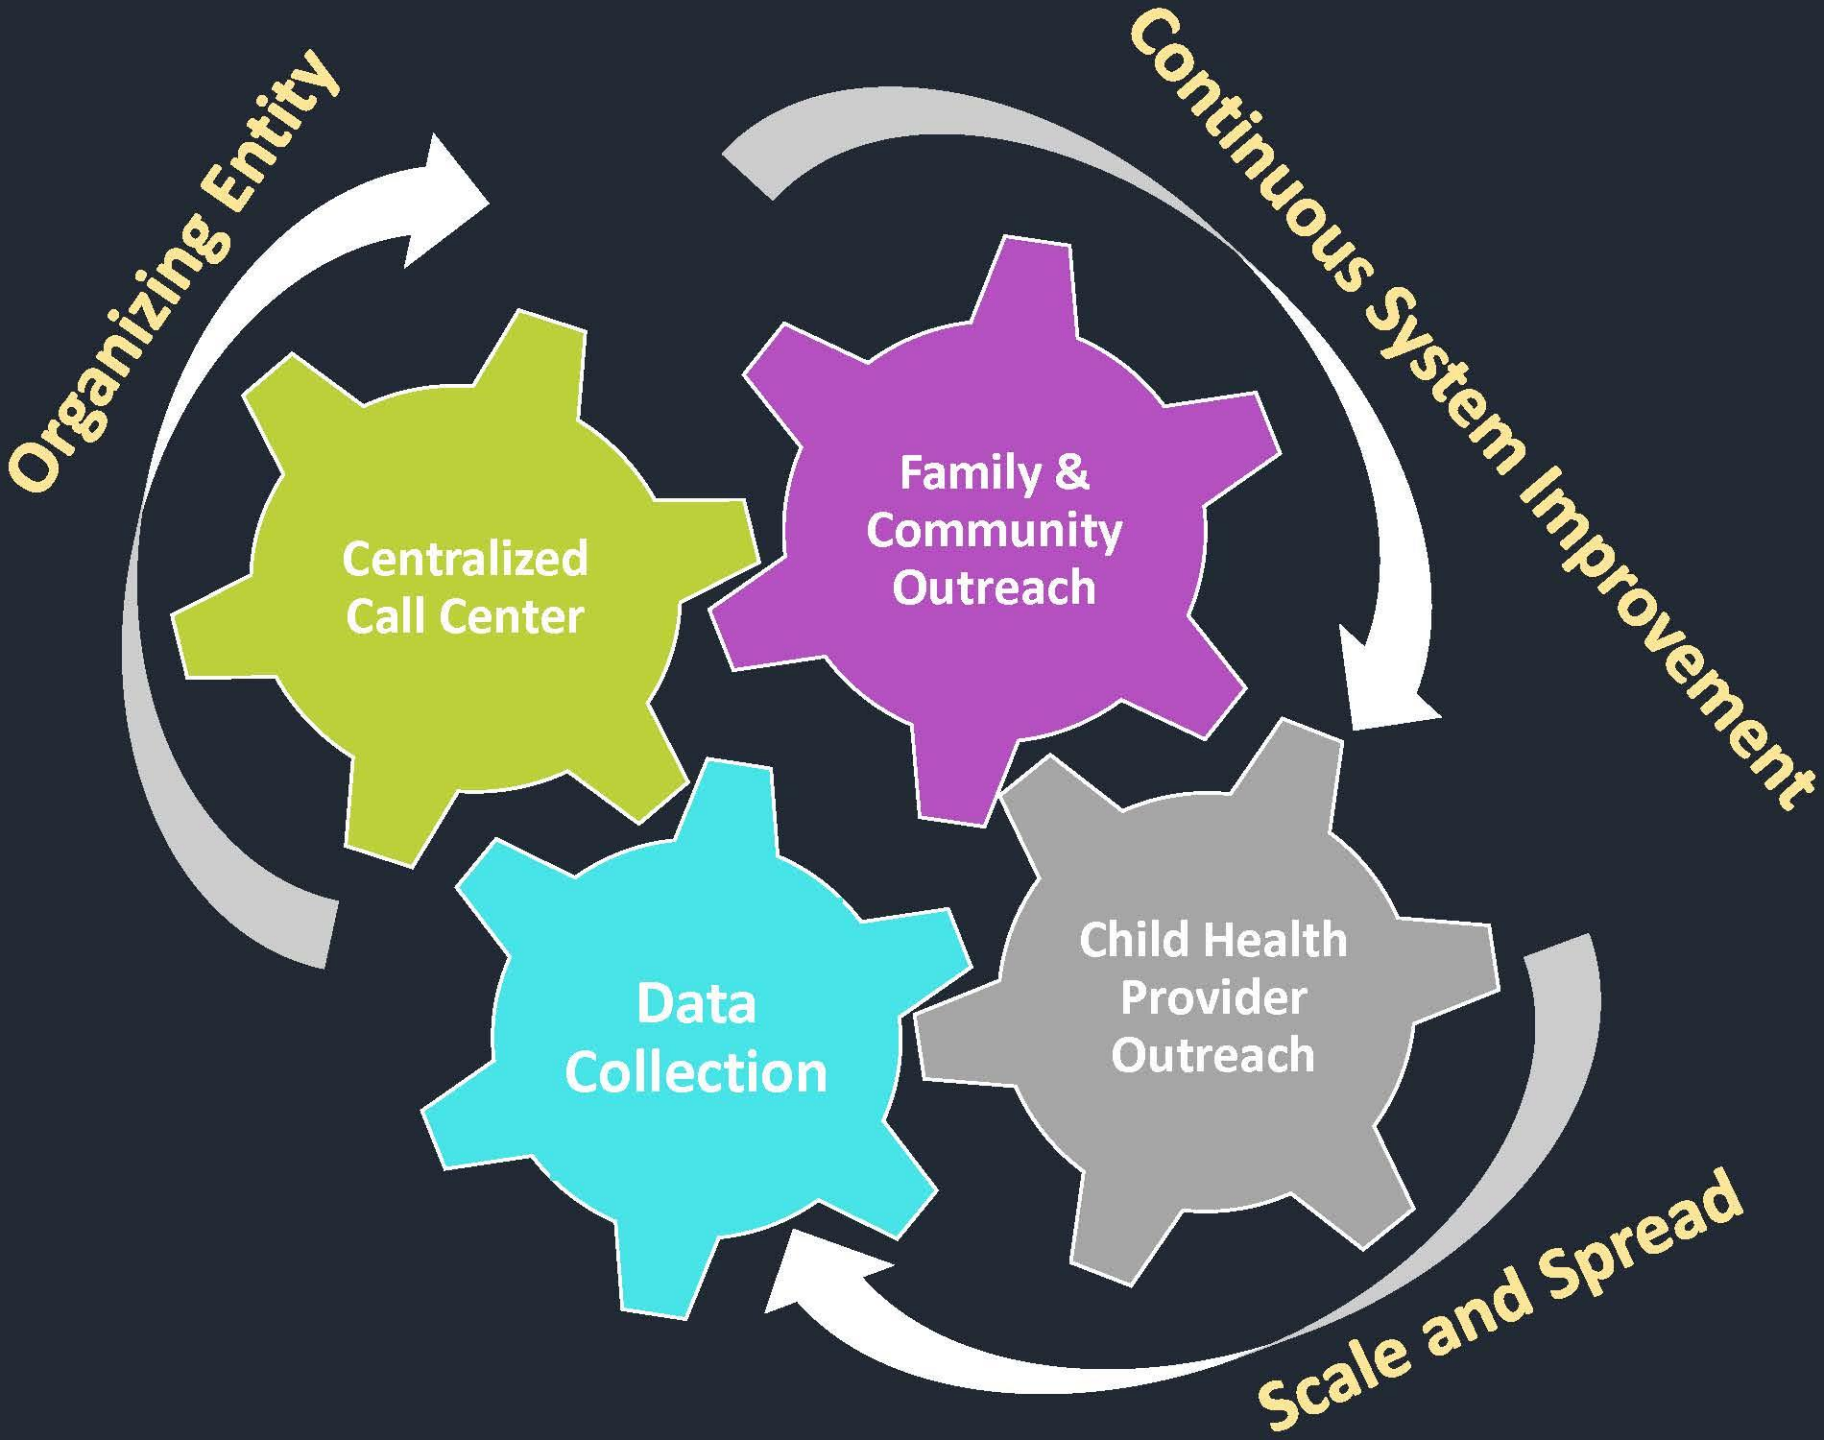 Organizing Entity
Continuous System Improvement
Centralized
Call Center
Family &
Community
Outreach
Data
Collection
Child Health
Provider
Outreach
Scale and Spread